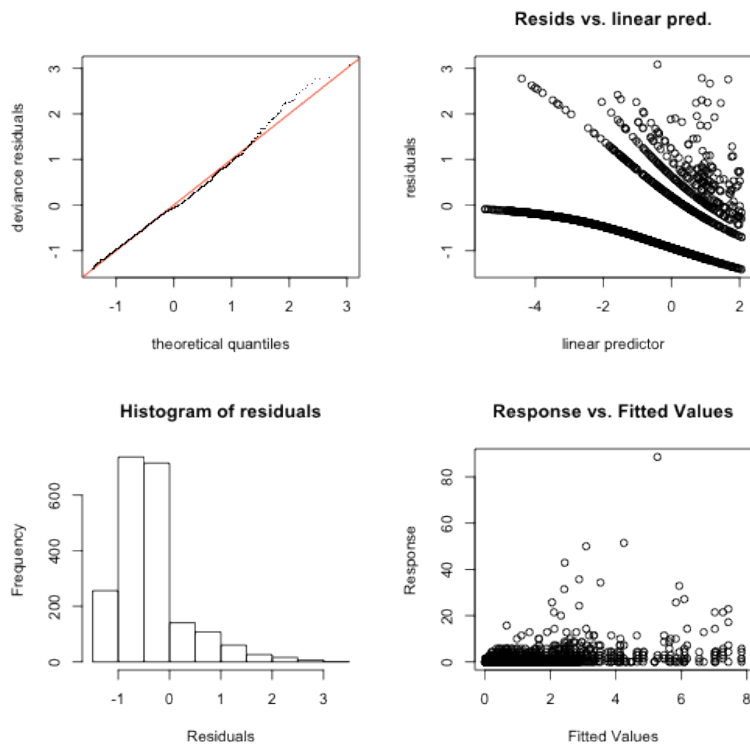 deviance residuals
3
2
1
0
-1
-1 0 1 2 3
theoretical quantiles
Resids vs. linear pred.
residuals
3
2
1
0
-1
-4 -2 0 2
linear predictor
Histogram of residuals
Frequency
600
400
200
0
-1 0 1 2 3
Residuals
Response vs. Fitted Values
Response
80
60
40
20
0
0 2 4 6 8
Fitted Values